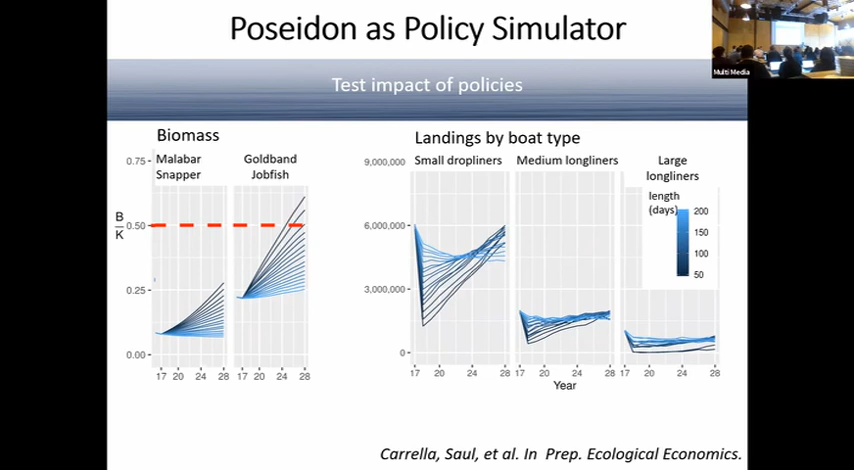 Poseidon as Policy Simulator
Multi Media
Test impact of policies
Biomass
Malabar
Snapper
Goldband
Jobfish
0.75
B
K
0.50
0.25
0.00
17 20 24 28
17 20 24 28
Landings by boat type
Small dropliners
Medium longliners
Large
longliners
9,000,000
6,000,000
3,000,000
0
length
(days)
200
150
100
50
17 20 24 28
17 20 24 28
17 20 24 28
Year
Carrella, Saul, et al. In Prep. Ecological Economics.